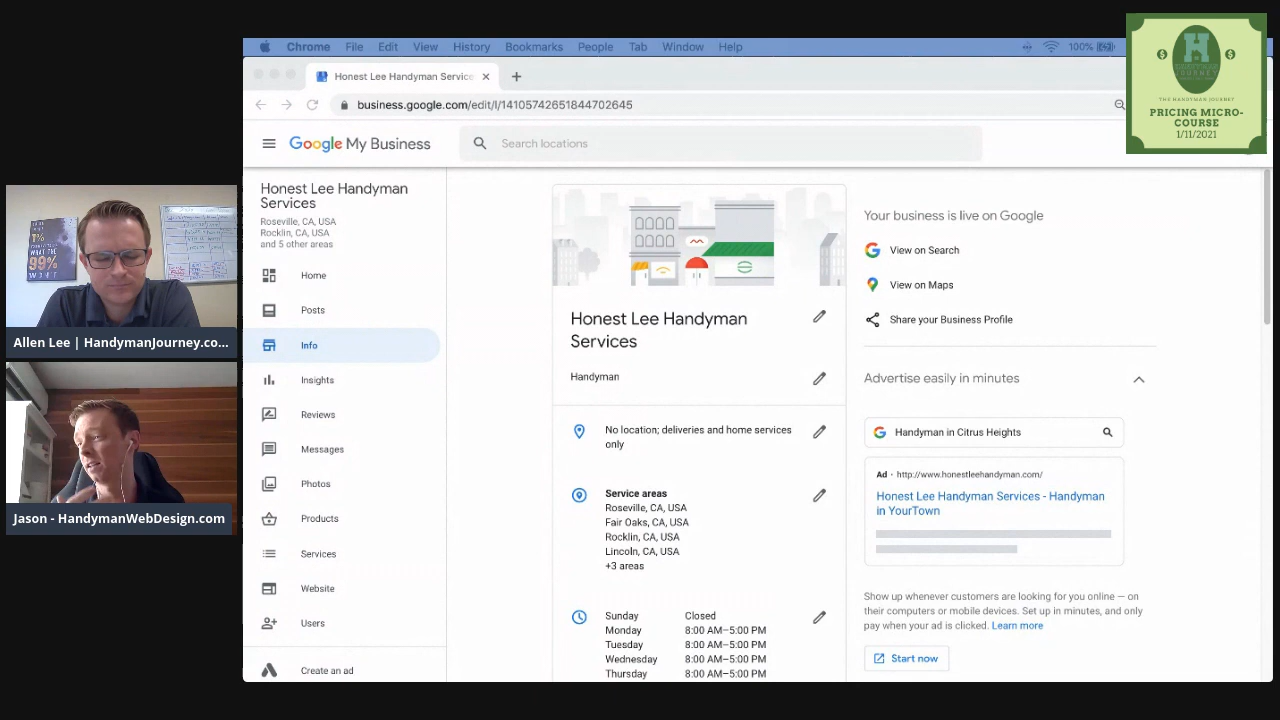 Chrome File Edit View History Bookmarks People Tab Window Help
100%
Honest Lee Handyman Service
business.google.com/edit/l/14105742651844702645
Google My Business
Search locations
THE HANDYMAN JOURNEY
PRICING MICRO-
COURSE
1/11/2021
Honest Lee Handyman
Services
Roseville, CA, USA
Rocklin, CA, USA
and 5 other areas
Home
Posts
Info
Insights
Reviews
Messages
Photos
Products
Services
Website
Users
Create an ad
Honest Lee Handyman
Services
Handyman
No location; deliveries and home services
only
Service areas
Roseville, CA, USA
Fair Oaks, CA, USA
Rocklin, CA, USA
Lincoln, CA, USA
+3 areas
Sunday Closed
Monday 8:00 AM–5:00 PM
Tuesday 8:00 AM–5:00 PM
Wednesday 8:00 AM–5:00 PM
Thursday 8:00 AM–5:00 PM
Your business is live on Google
View on Search
View on Maps
Share your Business Profile
Advertise easily in minutes
Handyman in Citrus Heights
Ad · http://www.honestleehandyman.com/
Honest Lee Handyman Services - Handyman
in YourTown
Show up whenever customers are looking for you online — on
their computers or mobile devices. Set up in minutes, and only
pay when your ad is clicked. Learn more
Start now
1%
WHAT THE
99%
Allen Lee | HandymanJourney.co...
Jason - HandymanWebDesign.com